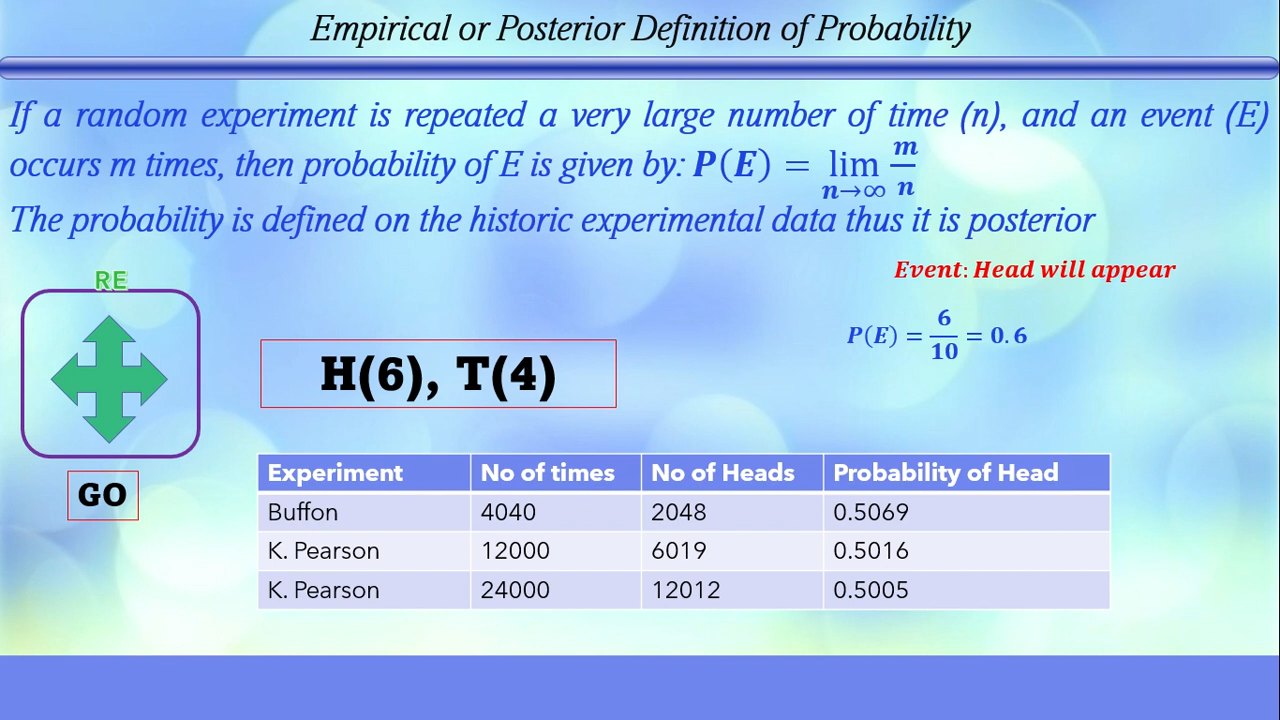 Empirical or Posterior Definition of Probability
If a random experiment is repeated a very large number of time (n), and an event (E)
occurs m times, then probability of E is given by: P(E) = lim n→∞ m/n
The probability is defined on the historic experimental data thus it is posterior
Event: Head will appear
RE
P(E) = 6/10 = 0.6
H(6), T(4)
GO
Experiment No of times No of Heads Probability of Head
Buffon 4040 2048 0.5069
K. Pearson 12000 6019 0.5016
K. Pearson 24000 12012 0.5005